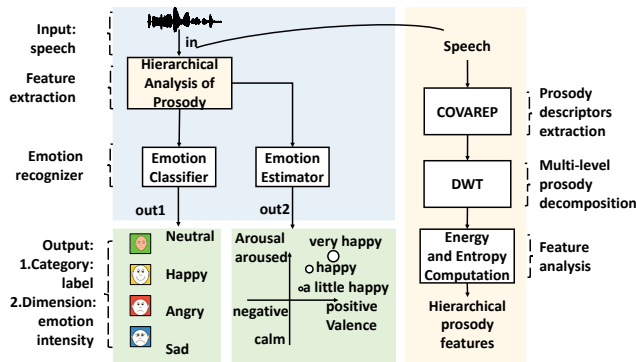 Input:
speech
in
Feature
extraction
Hierarchical
Analysis of
Prosody
Emotion
recognizer
Emotion
Classifier
Emotion
Estimator
out1
out2
Output:
1.Category:
label
2.Dimension:
emotion
intensity
Neutral
Happy
Angry
Sad
Arousal
aroused
very happy
happy
a little happy
negative
positive
Valence
calm
Speech
COVAREP
Prosody
descriptors
extraction
DWT
Multi-level
prosody
decomposition
Energy
and Entropy
Computation
Feature
analysis
Hierarchical
prosody
features